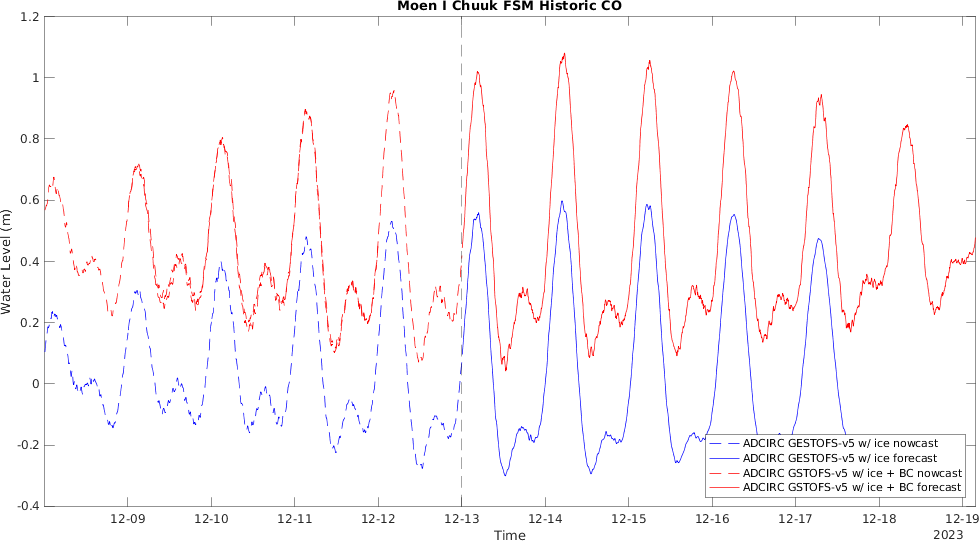 Moen I Chuuk FSM Historic CO
1.2
1
0.8
0.6
0.4
0.2
0
-0.2
-0.4
Water Level (m)
ADCIRC GESTOFS-v5 w/ ice nowcast
ADCIRC GESTOFS-v5 w/ ice forecast
ADCIRC GSTOFS-v5 w/ ice + BC nowcast
ADCIRC GSTOFS-v5 w/ ice + BC forecast
12-09 12-10 12-11 12-12 12-13 12-14 12-15 12-16 12-17 12-18 12-19
Time
2023